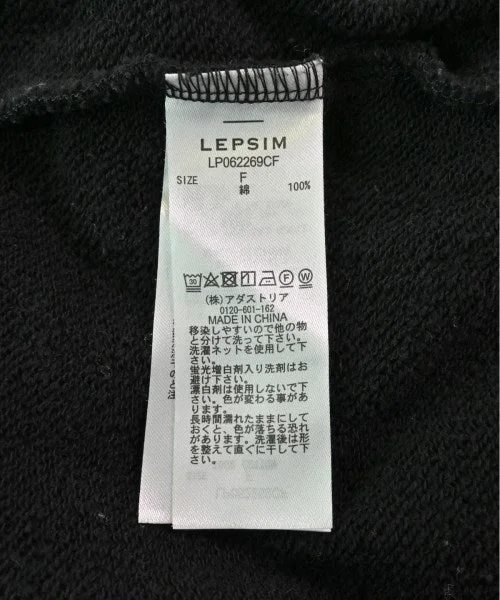 LEPSIM
LP062269CF
SIZE F
綿 100%
30
(株)アダストリア
0120-601-162
MADE IN CHINA
移染しやすいので他の物
と分けて洗って下さい。
洗濯ネットを使用して下
さい。
蛍光増白剤入り洗剤はお
避け下さい。
漂白剤は使用しないで下
さい。色が変わる事があ
ります。
長時間濡れたままにして
おくと、色が落ちる恐れ
があります。洗濯後は形
を整えて直ぐに干して下
さい。